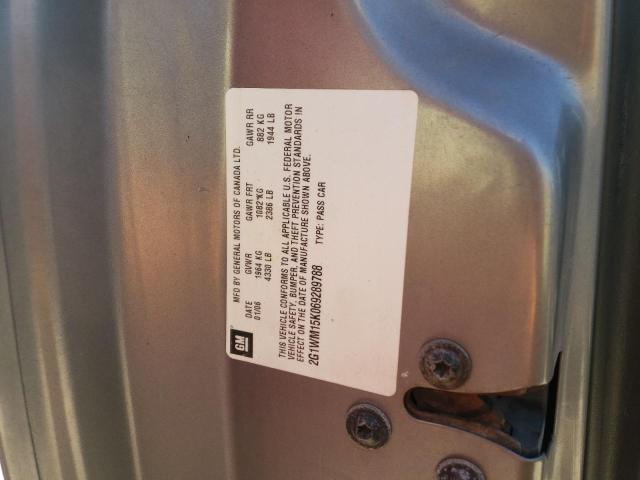 GM
MFD BY GENERAL MOTORS OF CANADA LTD.
DATE GVWR GAWR FRT GAWR RR
01/06 1964 KG 1082 KG 882 KG
4330 LB 2386 LB 1944 LB
THIS VEHICLE CONFORMS TO ALL APPLICABLE U.S. FEDERAL MOTOR
VEHICLE SAFETY, BUMPER, AND THEFT PREVENTION STANDARDS IN
EFFECT ON THE DATE OF MANUFACTURE SHOWN ABOVE.
2G1WM15K069289788 TYPE: PASS CAR